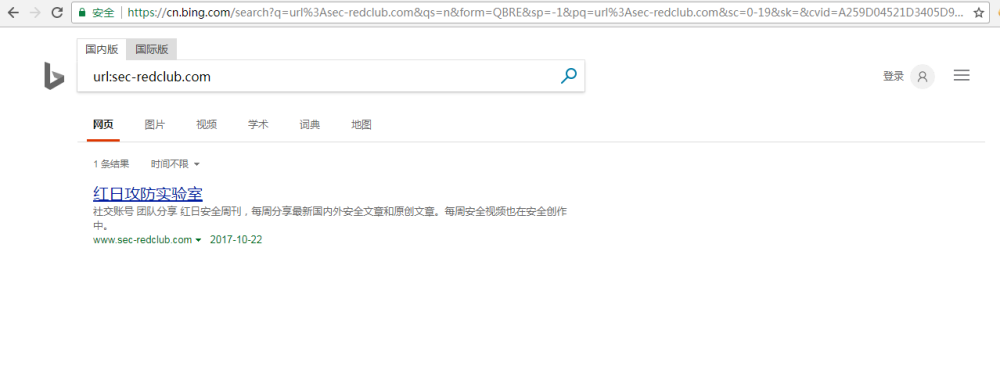 安全 https://cn.bing.com/search?q=url%3Asec-redclub.com&qs=n&form=QBRE&sp=-1&pq=url%3Asec-redclub.com&sc=0-19&sk=&cvid=A259D04521D3405D9...
国内版 国际版
url:sec-redclub.com
登录
网页 图片 视频 学术 词典 地图
1 条结果 时间不限
红日攻防实验室
社交账号 团队分享 红日安全周刊，每周分享最新国内外安全文章和原创文章。每周安全视频也在安全创作
中。
www.sec-redclub.com 2017-10-22